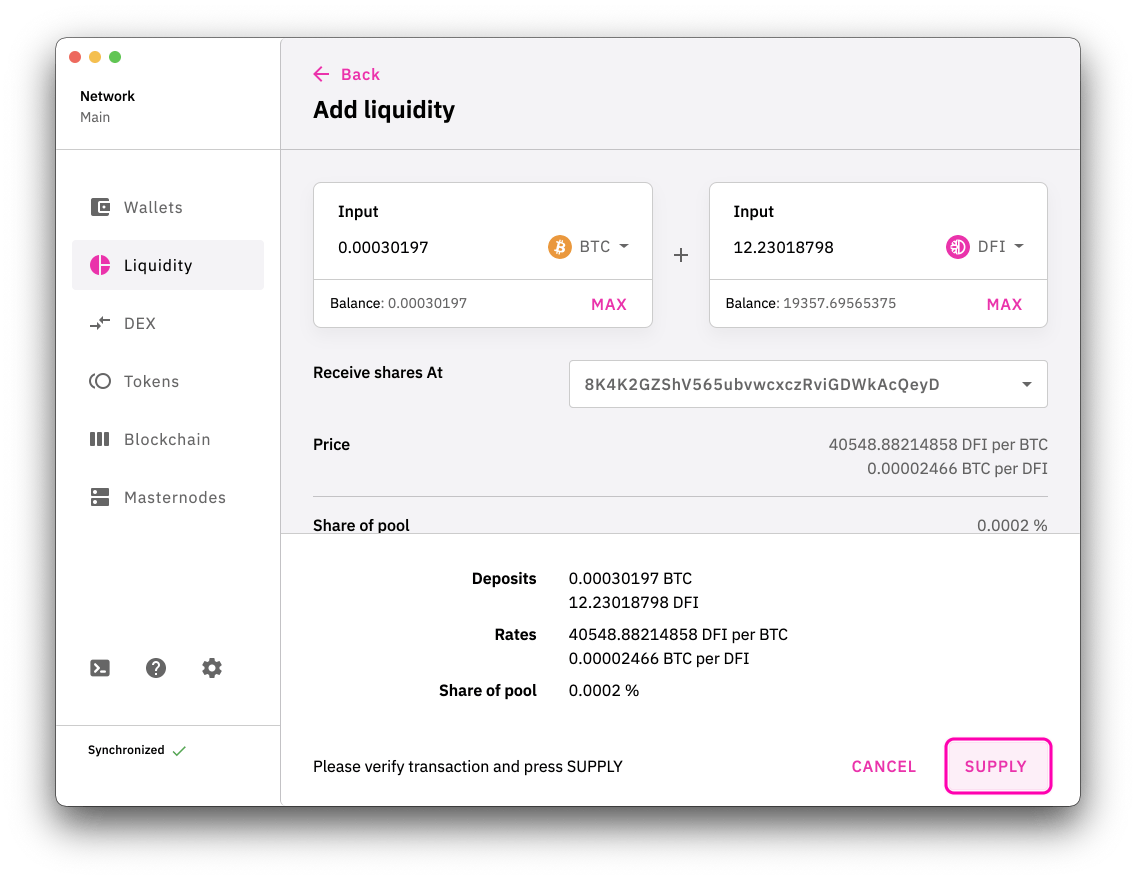 Network
Main
Wallets
Liquidity
DEX
Tokens
Blockchain
Masternodes
Synchronized
Back
Add liquidity
Input
0.00030197 BTC
Balance: 0.00030197 MAX
+
Input
12.23018798 DFI
Balance: 19357.69565375 MAX
Receive shares At 8K4K2GZShV565ubvwcxczRviGDWkAcQeyD
Price 40548.88214858 DFI per BTC
0.00002466 BTC per DFI
Share of pool 0.0002 %
Deposits 0.00030197 BTC
12.23018798 DFI
Rates 40548.88214858 DFI per BTC
0.00002466 BTC per DFI
Share of pool 0.0002 %
Please verify transaction and press SUPPLY CANCEL SUPPLY